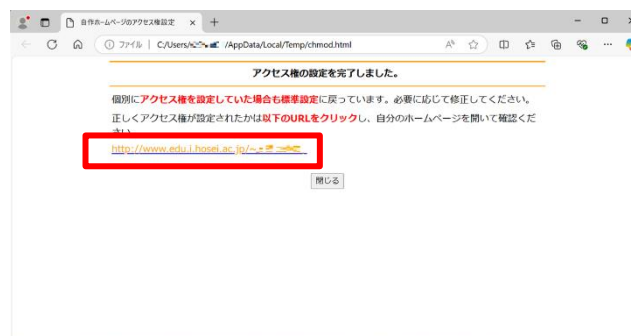 自作ホームページのアクセス権設定
ファイル C:/Users/ /AppData/Local/Temp/chmod.html
アクセス権の設定を完了しました。
個別にアクセス権を設定していた場合も標準設定に戻っています。必要に応じて修正してください。
正しくアクセス権が設定されたかは以下のURLをクリックし、自分のホームページを開いて確認くだ
さい
http://www.edu.i.hosei.ac.jp/~
閉じる